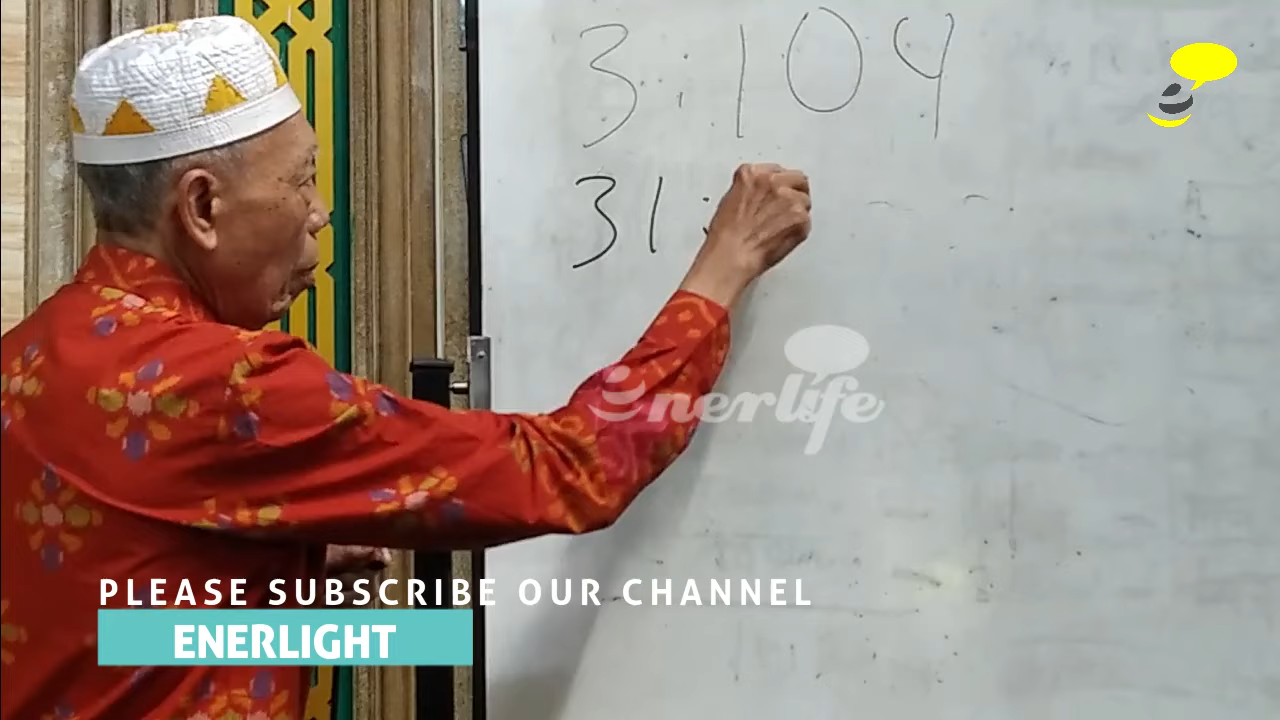 3:104
31:
enerlife
PLEASE SUBSCRIBE OUR CHANNEL
ENERLIGHT